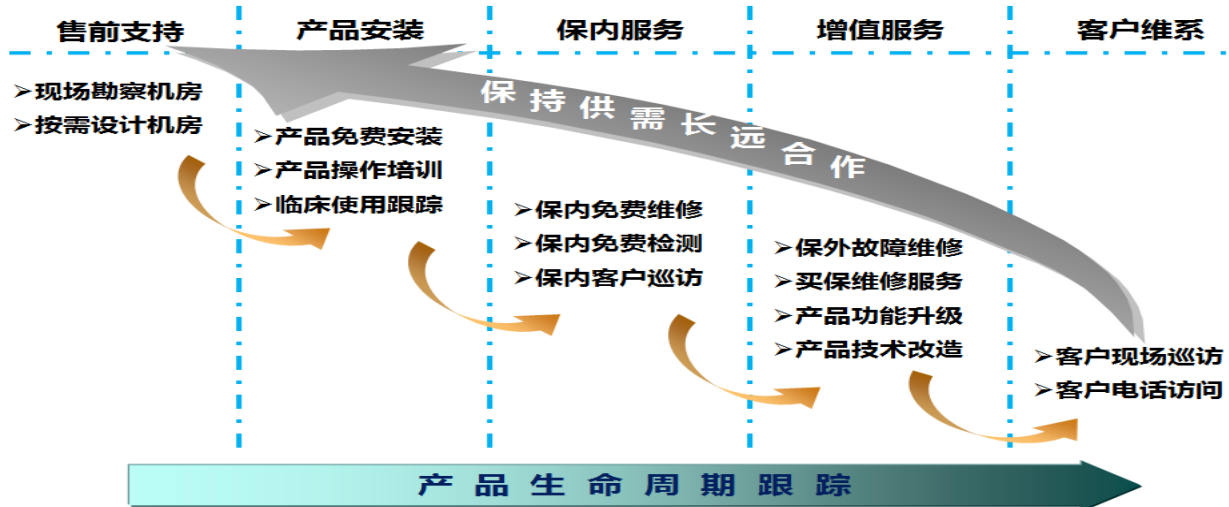 售前支持
产品安装
保内服务
增值服务
客户维系
➢现场勘察机房
➢按需设计机房
➢产品免费安装
➢产品操作培训
➢临床使用跟踪
➢保内免费维修
➢保内免费检测
➢保内客户巡访
➢保外故障维修
➢买保维修服务
➢产品功能升级
➢产品技术改造
➢客户现场巡访
➢客户电话访问
保持供需长远合作
产品生命周期跟踪